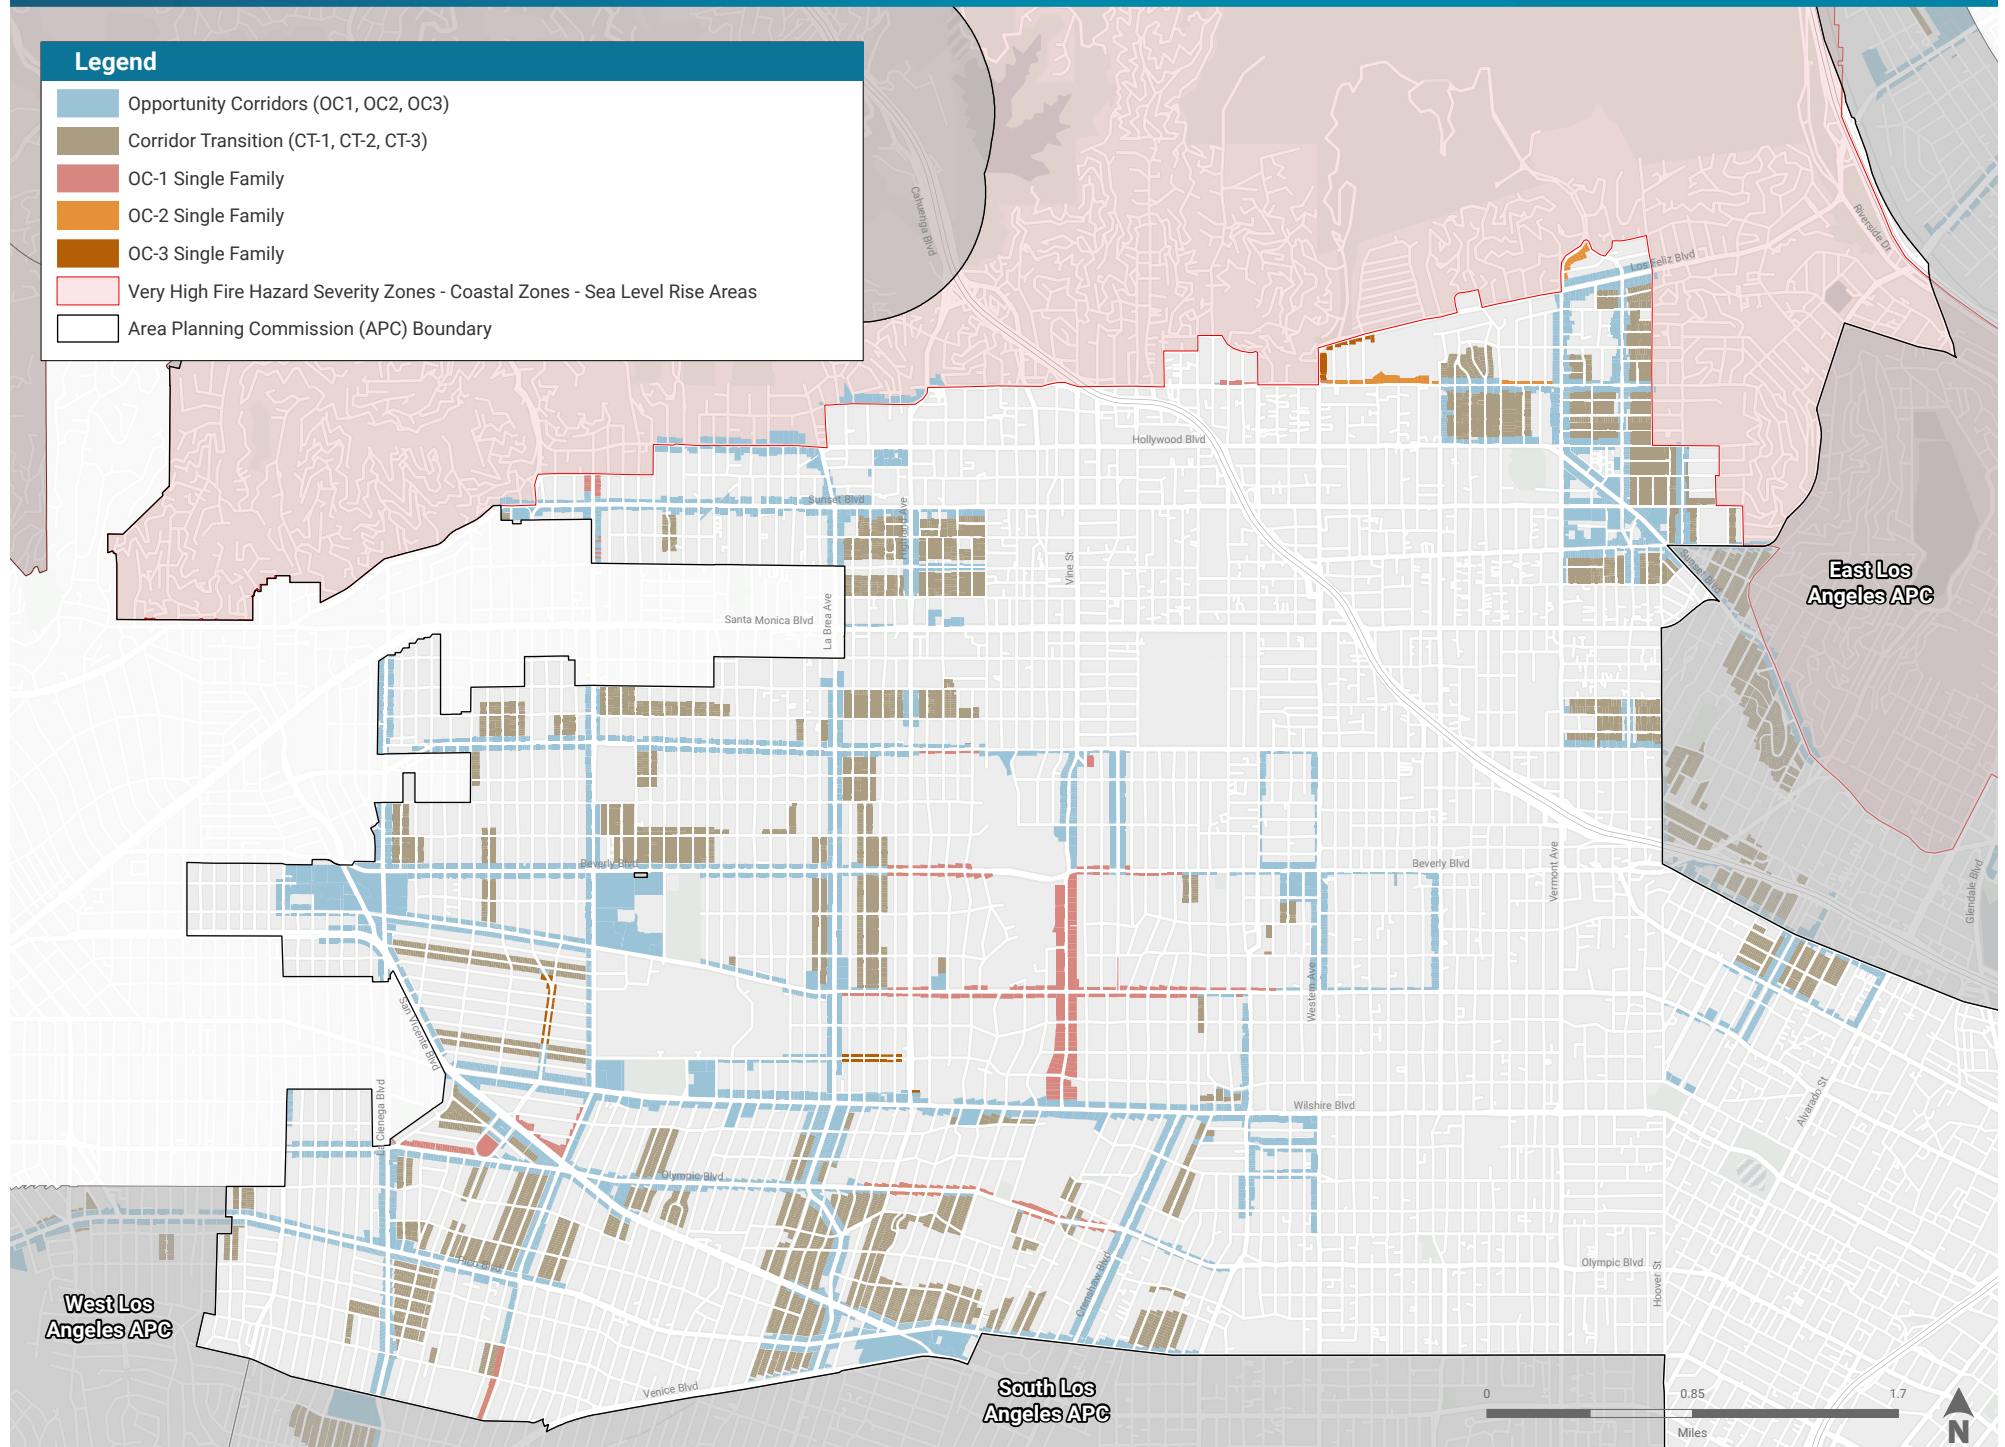 Legend
Opportunity Corridors (OC1, OC2, OC3)
Corridor Transition (CT-1, CT-2, CT-3)
OC-1 Single Family
OC-2 Single Family
OC-3 Single Family
Very High Fire Hazard Severity Zones - Coastal Zones - Sea Level Rise Areas
Area Planning Commission (APC) Boundary
Cahuenga Blvd
Riverside Dr
Los Feliz Blvd
Hollywood Blvd
Sunset Blvd
Highland Ave
Vine St
Sunset Blvd
East Los
Angeles APC
La Brea Ave
Santa Monica Blvd
Beverly Blvd
Beverly Blvd
Vermont Ave
Glendale Blvd
Western Ave
San Vicente Blvd
La Cienega Blvd
Wilshire Blvd
Alvarado St
Olympic Blvd
Pico Blvd
Crenshaw Blvd
Olympic Blvd
Hoover St
West Los
Angeles APC
Venice Blvd
South Los
Angeles APC
0 0.85 1.7
Miles
N